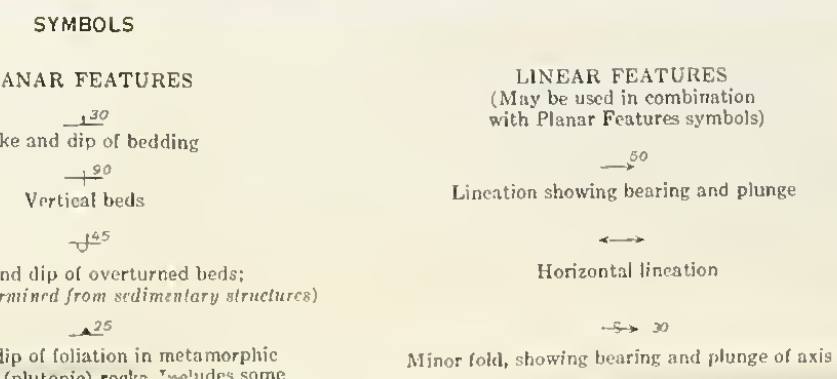 SYMBOLS
ANAR FEATURES
30
ke and dip of bedding
90
Vertical beds
45
nd dip of overturned beds;
rmined from sedimentary structures)
25
dip of foliation in metamorphic
(plutonic) rocks. Includes some
LINEAR FEATURES
(May be used in combination
with Planar Features symbols)
50
Lineation showing bearing and plunge
Horizontal lineation
30
Minor fold, showing bearing and plunge of axis